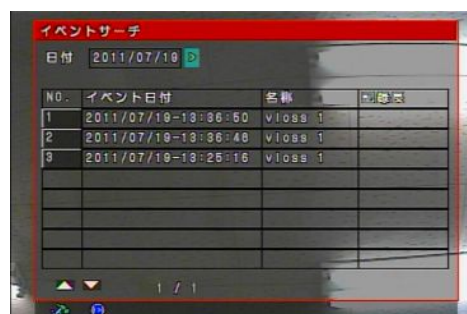 イベントサーチ
日付 2011/07/19
NO. イベント日付 名称
1 2011/07/19-13:36:50 vloss 1
2 2011/07/19-13:36:48 vloss 1
3 2011/07/19-13:25:16 vloss 1
1 / 1